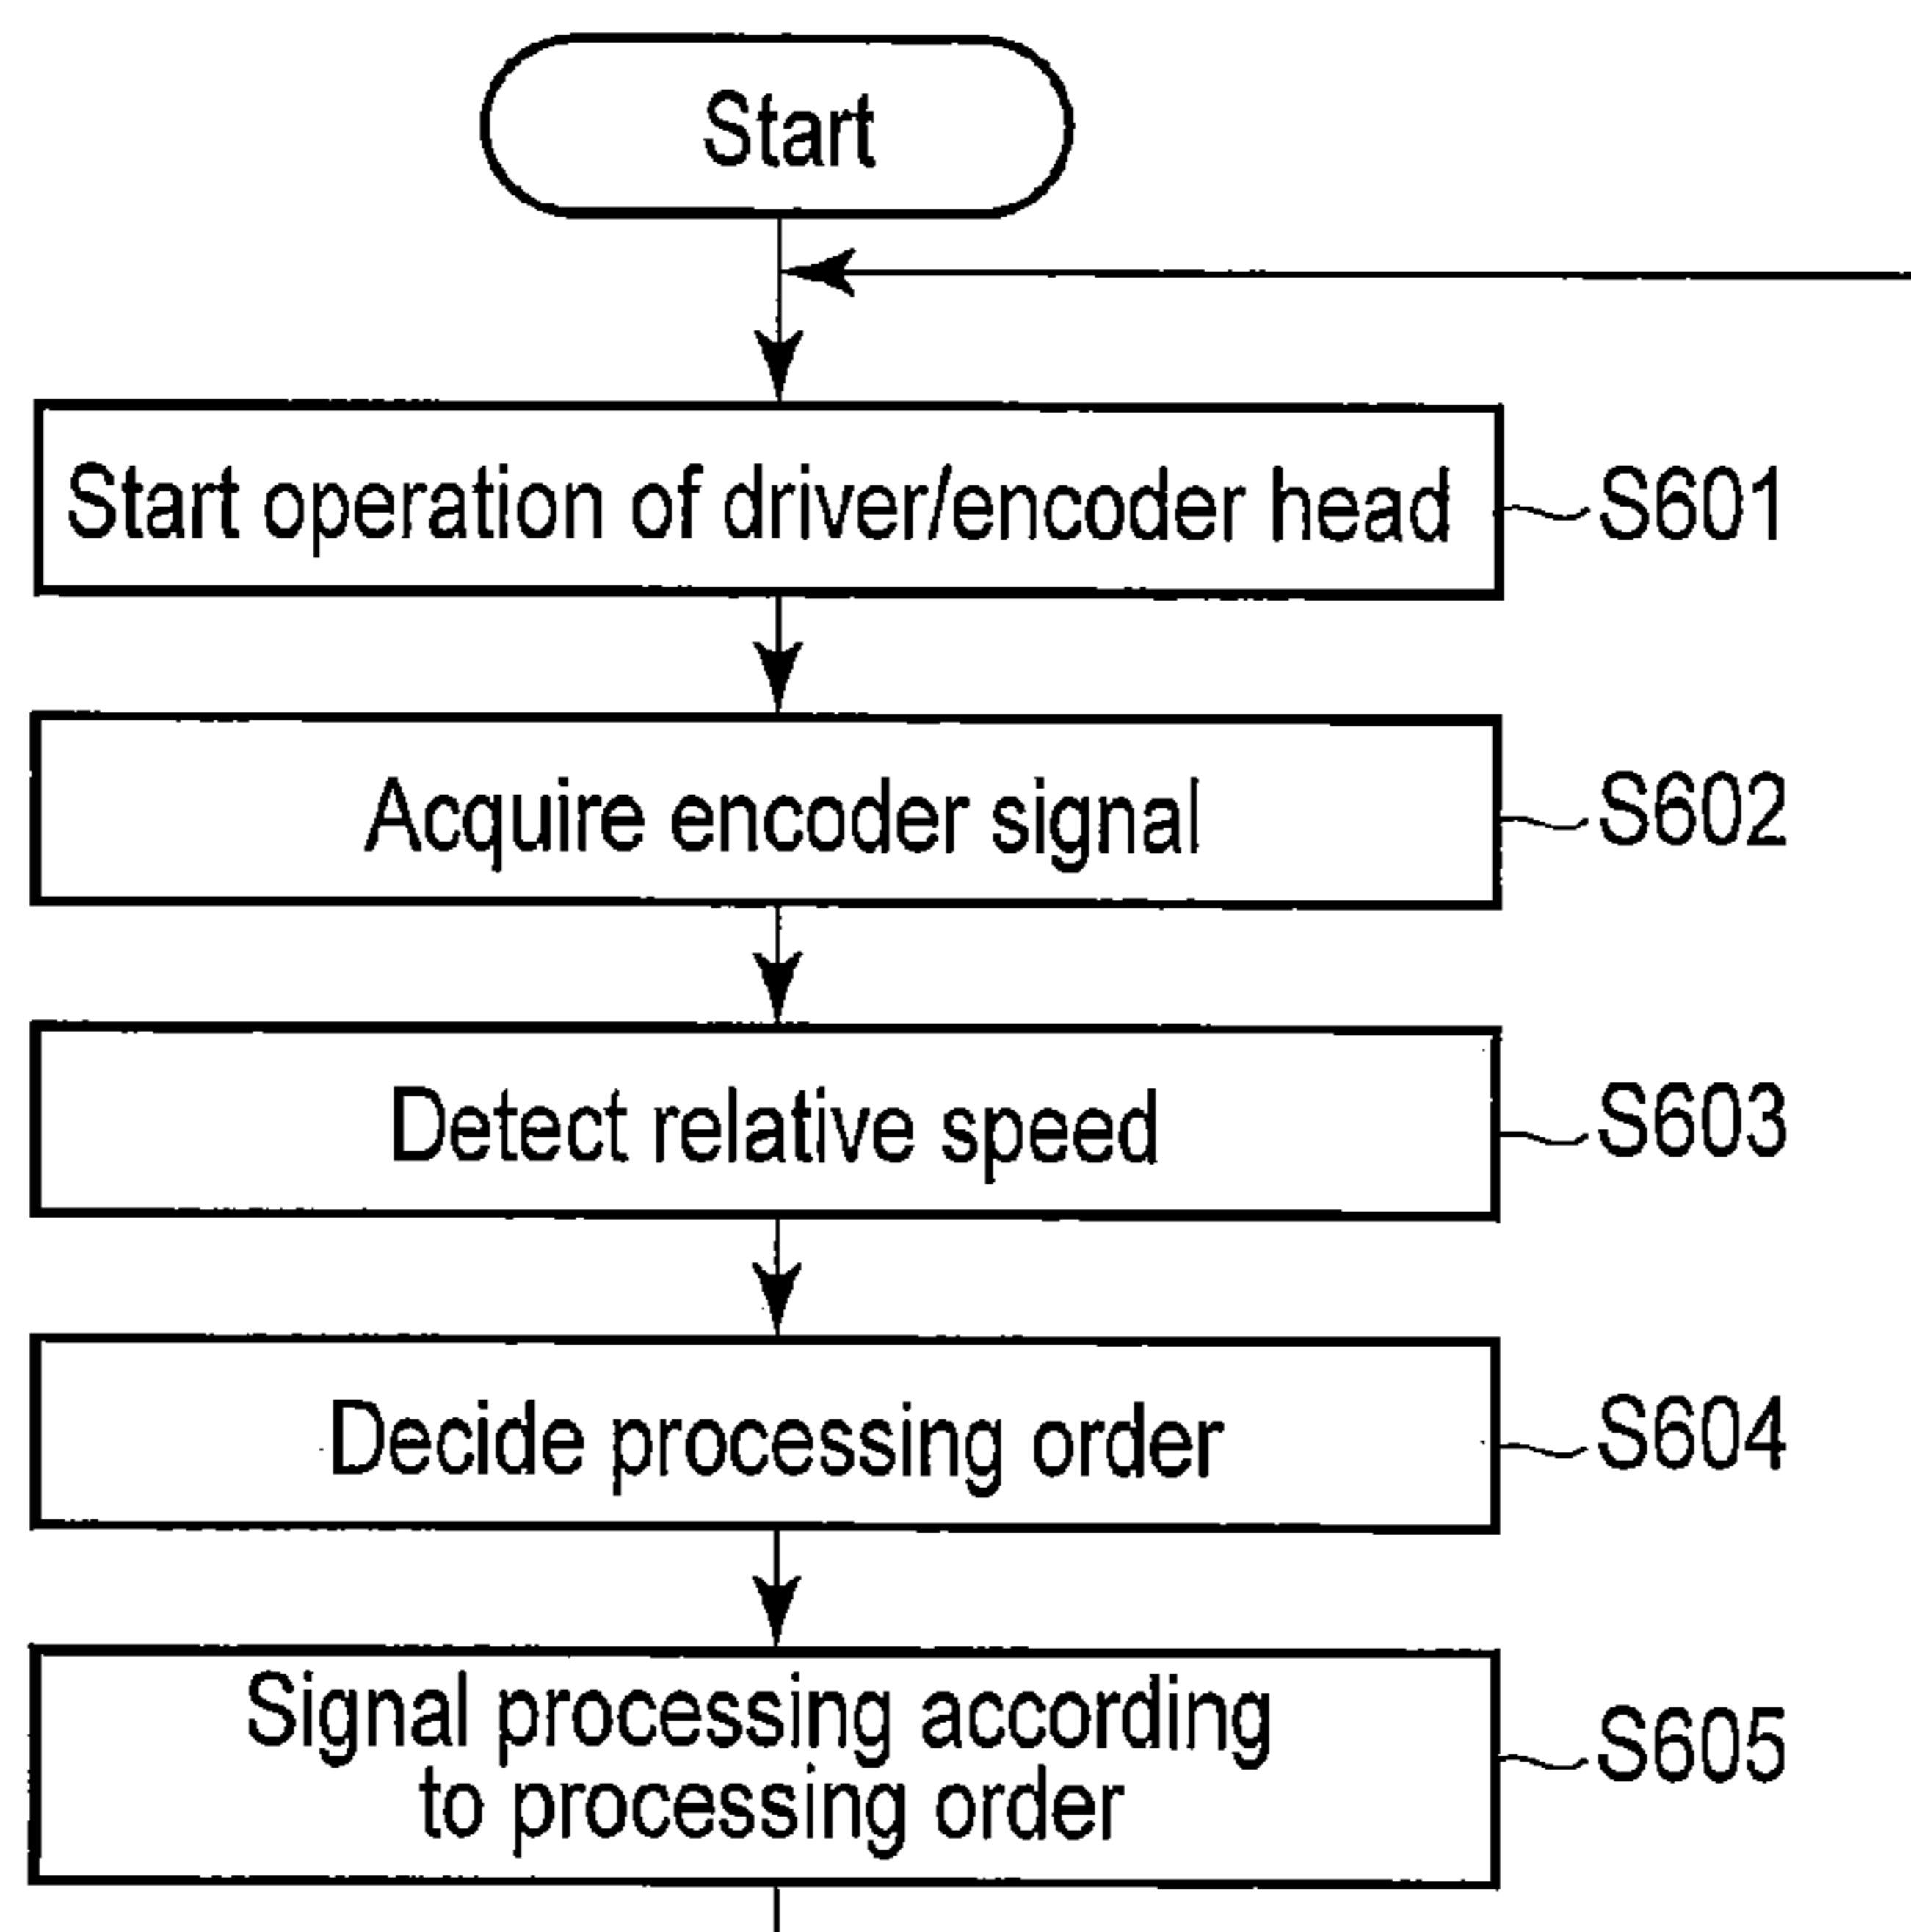 Start
Start operation of driver/encoder head
S601
Acquire encoder signal
S602
Detect relative speed
S603
Decide processing order
S604
Signal processing according
to processing order
S605